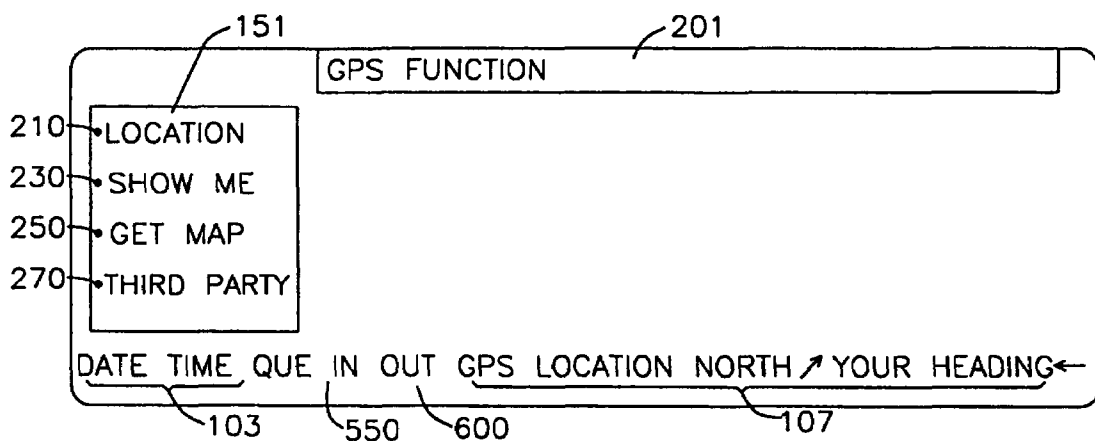 151
201
GPS FUNCTION
210 LOCATION
230 SHOW ME
250 GET MAP
270 THIRD PARTY
DATE TIME QUE IN OUT GPS LOCATION NORTH ↗ YOUR HEADING ←
103 550 600 107